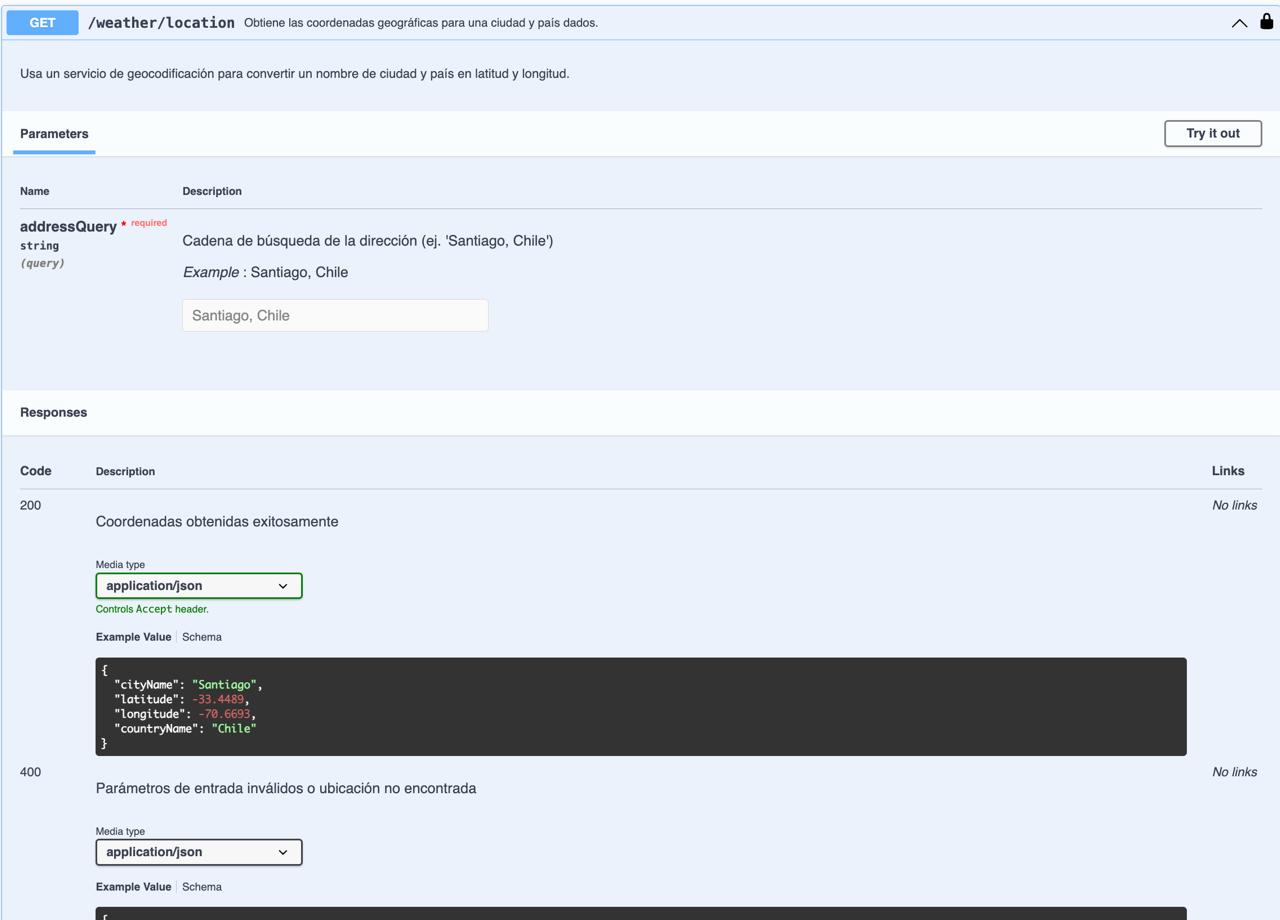 GET /weather/location Obtiene las coordenadas geográficas para una ciudad y país dados.
Usa un servicio de geocodificación para convertir un nombre de ciudad y país en latitud y longitud.
Parameters Try it out
Name Description
addressQuery * required
string
(query)
Cadena de búsqueda de la dirección (ej. 'Santiago, Chile')
Example : Santiago, Chile
Santiago, Chile
Responses
Code Description Links
200 No links
Coordenadas obtenidas exitosamente
Media type
application/json
Controls Accept header.
Example Value Schema
{
"cityName": "Santiago",
"latitude": -33.4489,
"longitude": -70.6693,
"countryName": "Chile"
}
400 No links
Parámetros de entrada inválidos o ubicación no encontrada
Media type
application/json
Example Value Schema
{